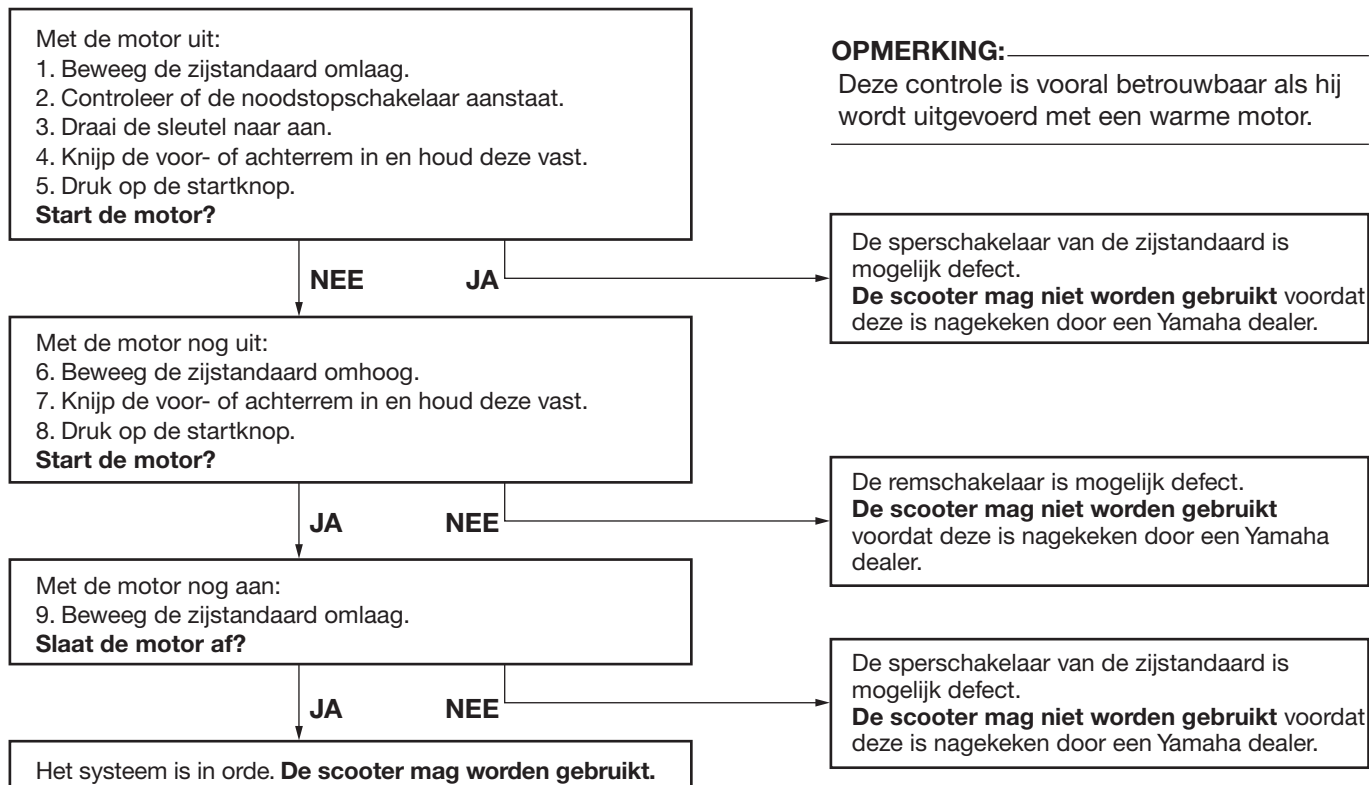 Met de motor uit:
1. Beweeg de zijstandaard omlaag.
2. Controleer of de noodstopschakelaar aanstaat.
3. Draai de sleutel naar aan.
4. Knijp de voor- of achterrem in en houd deze vast.
5. Druk op de startknop.
Start de motor?
OPMERKING:
Deze controle is vooral betrouwbaar als hij
wordt uitgevoerd met een warme motor.
NEE
JA
De sperschakelaar van de zijstandaard is
mogelijk defect.
De scooter mag niet worden gebruikt voordat
deze is nagekeken door een Yamaha dealer.
Met de motor nog uit:
6. Beweeg de zijstandaard omhoog.
7. Knijp de voor- of achterrem in en houd deze vast.
8. Druk op de startknop.
Start de motor?
JA
NEE
De remschakelaar is mogelijk defect.
De scooter mag niet worden gebruikt
voordat deze is nagekeken door een Yamaha
dealer.
Met de motor nog aan:
9. Beweeg de zijstandaard omlaag.
Slaat de motor af?
JA
NEE
De sperschakelaar van de zijstandaard is
mogelijk defect.
De scooter mag niet worden gebruikt voordat
deze is nagekeken door een Yamaha dealer.
Het systeem is in orde. De scooter mag worden gebruikt.